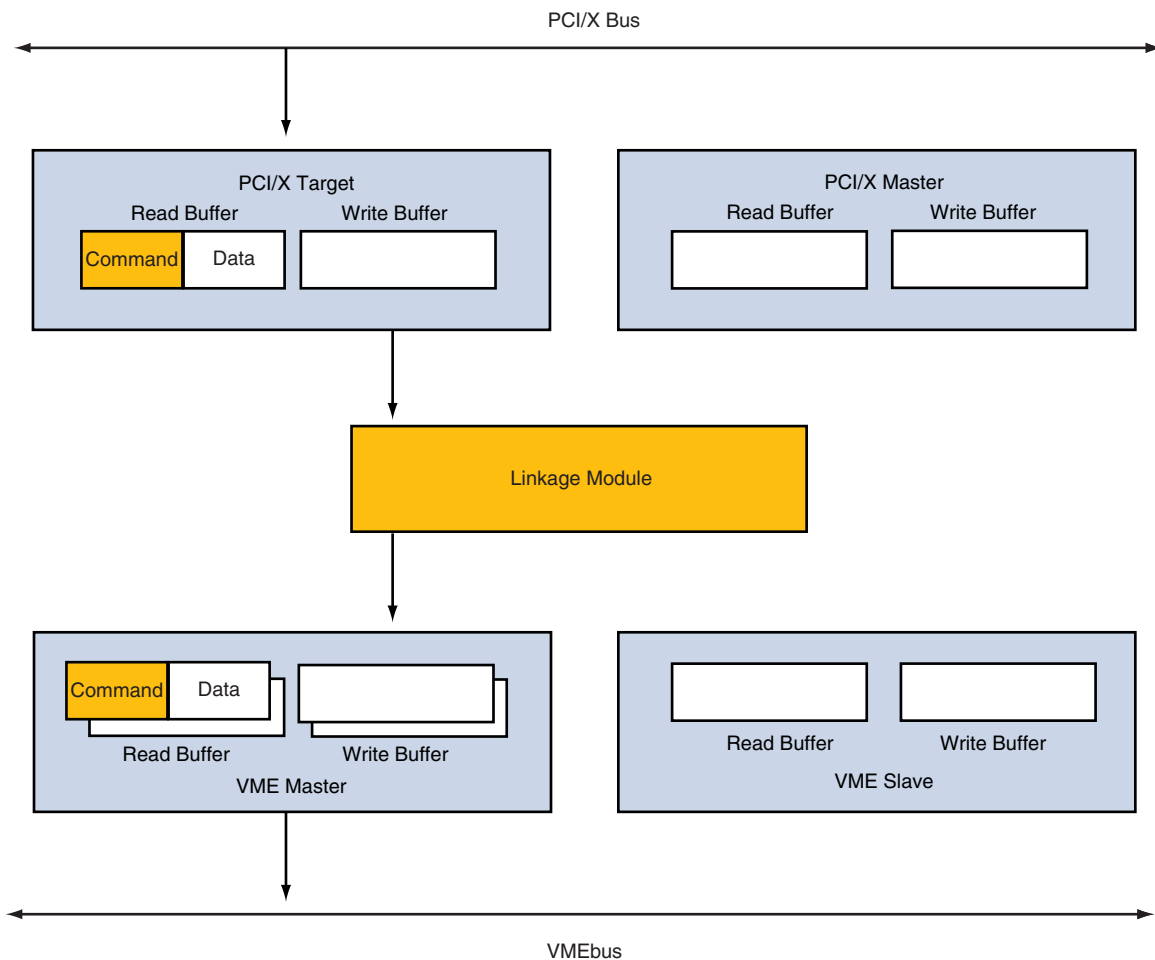 PCI/X Bus
PCI/X Target
Read Buffer
Write Buffer
Command
Data
PCI/X Master
Read Buffer
Write Buffer
Linkage Module
Command
Data
Read Buffer
Write Buffer
VME Master
Read Buffer
Write Buffer
VME Slave
VMEbus